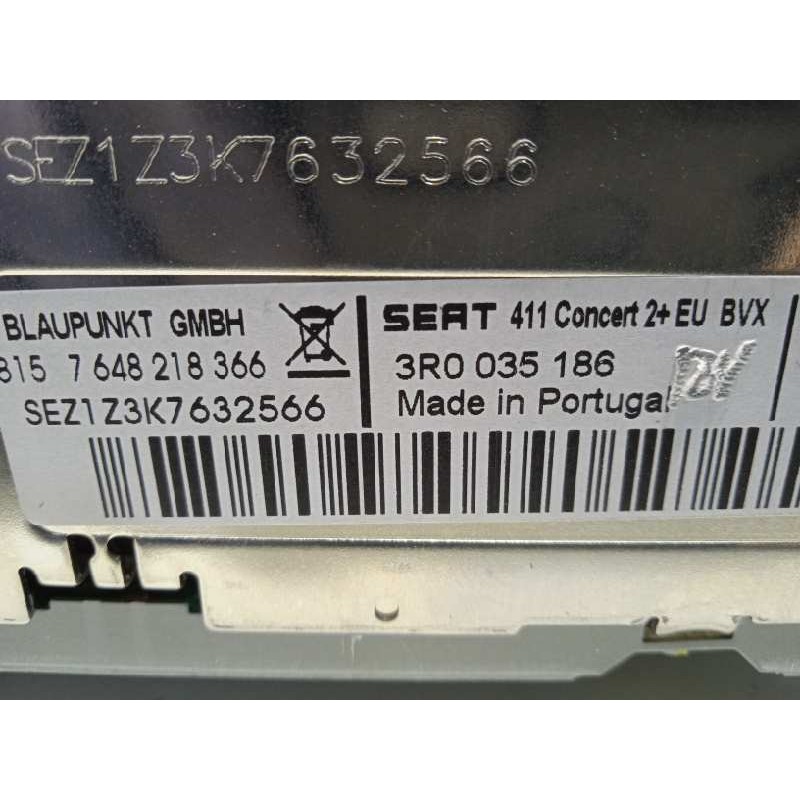 SEZ1Z3K7632566
BLAUPUNKT GMBH
815 7 648 218 366
SEZ1Z3K7632566
SEAT 411 Concert 2+ EU BVX
3R0 035 186
Made in Portugal